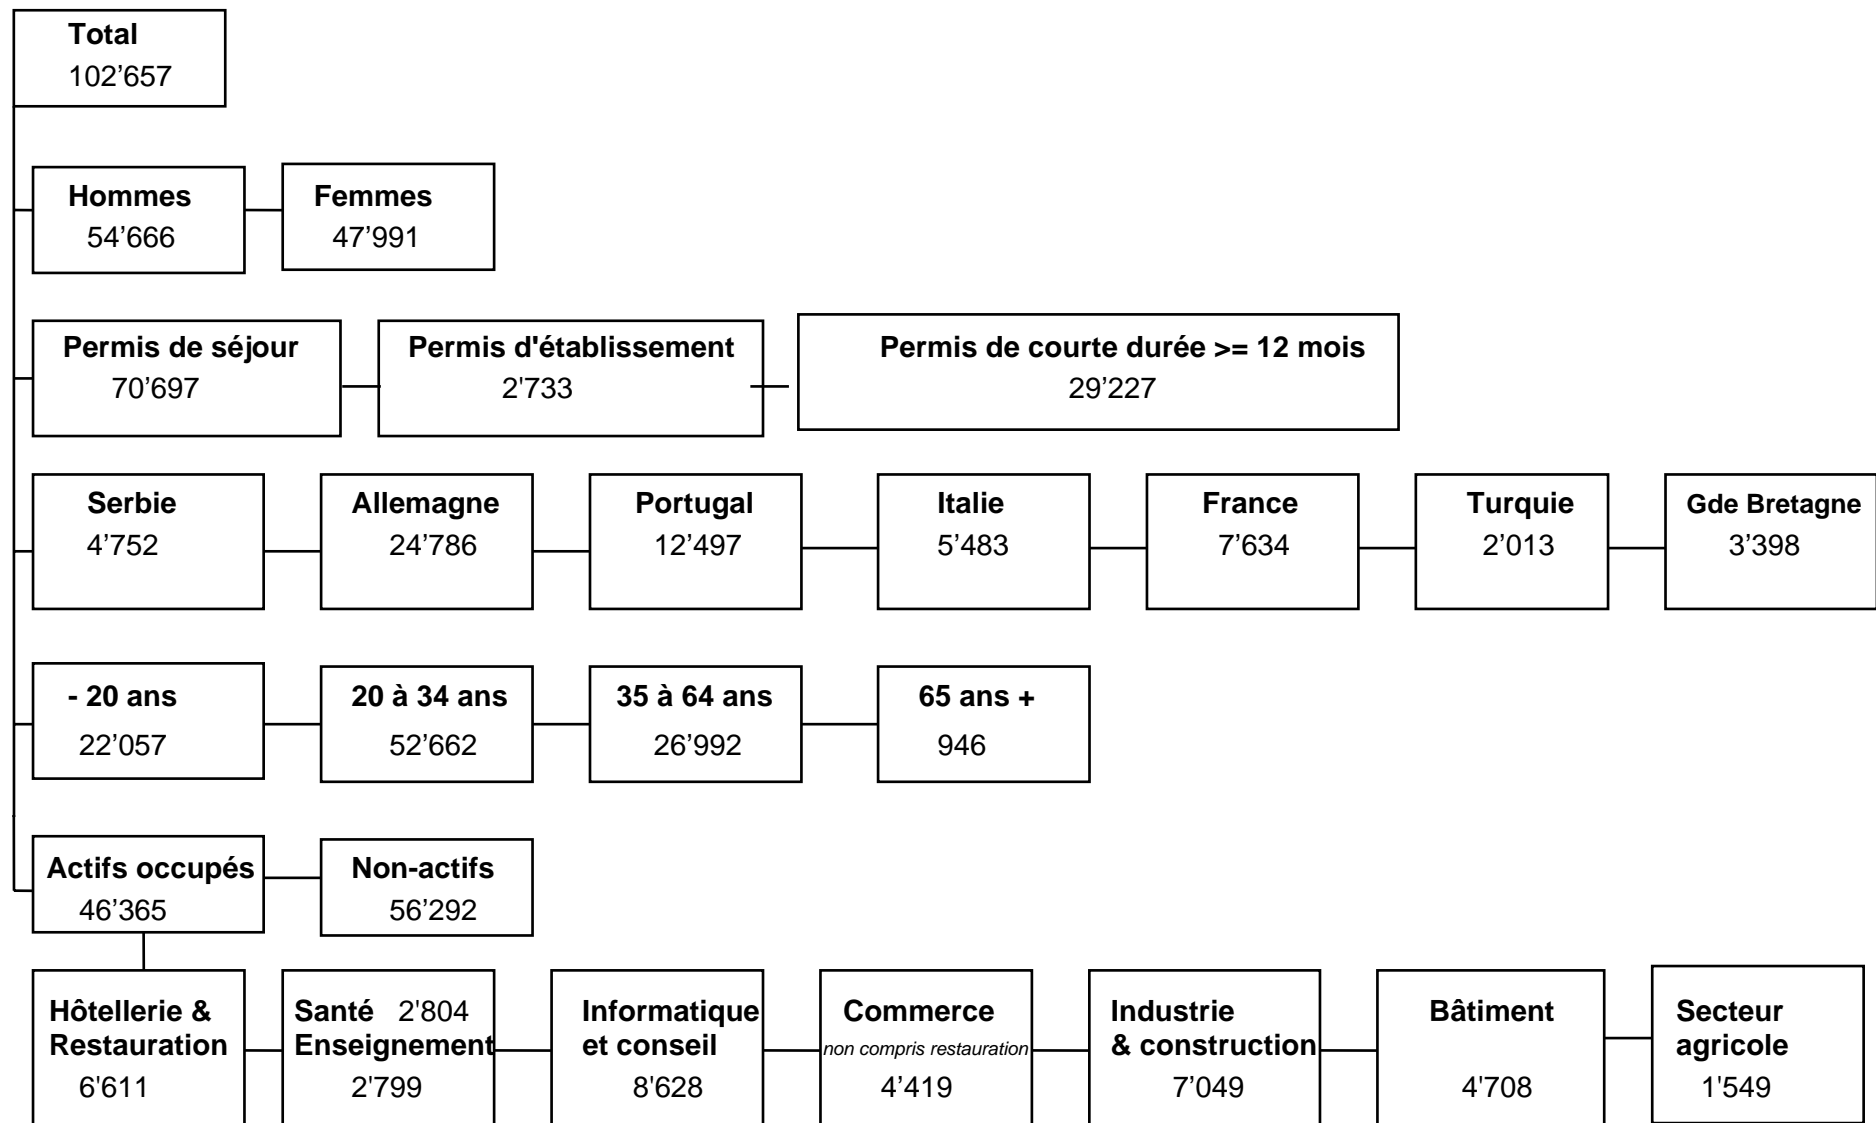 Total
102’657
Hommes
54’666
Femmes
47’991
Permis de séjour
70’697
Permis d'établissement
2'733
Permis de courte durée >= 12 mois
29’227
Serbie
4’752
Allemagne
24’786
Portugal
12’497
Italie
5’483
France
7’634
Turquie
2’013
Gde Bretagne
3’398
- 20 ans
22’057
20 à 34 ans
52’662
35 à 64 ans
26’992
65 ans +
946
Actifs occupés
46’365
Non-actifs
56’292
Hôtellerie &
Restauration
6'611
Santé 2'804
Enseignement
2’799
Informatique
et conseil
8'628
Commerce
non compris restauration
4’419
Industrie
& construction
7’049
Bâtiment
4'708
Secteur
agricole
1'549